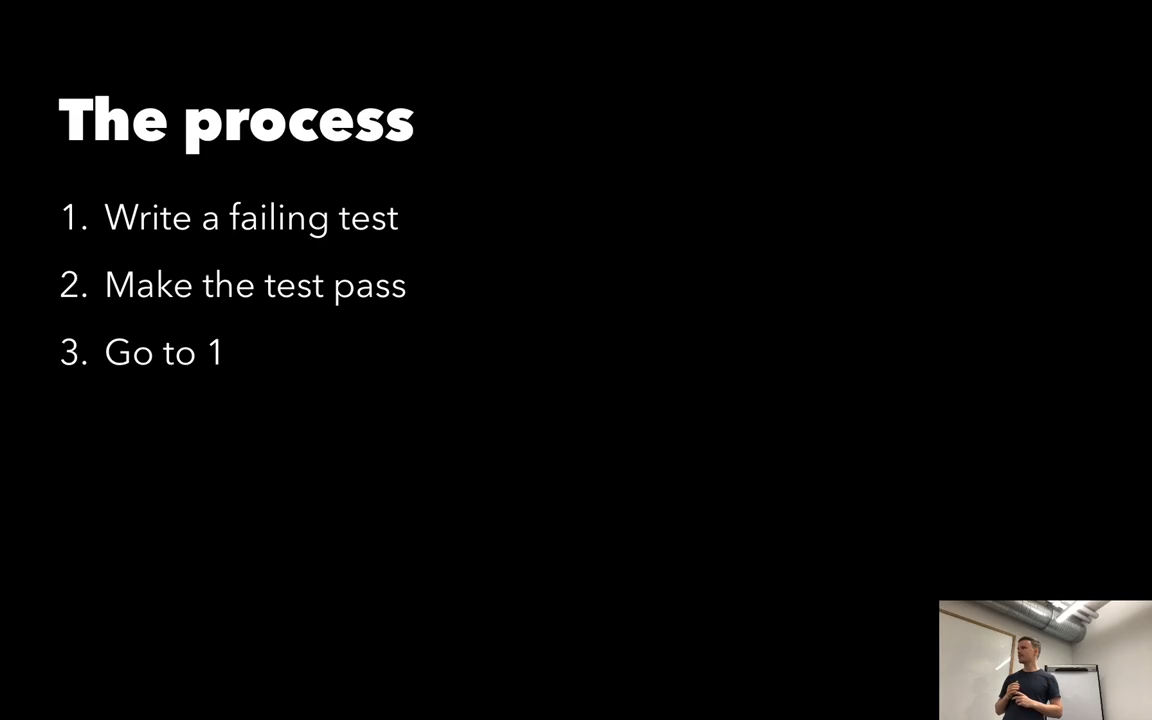 The process
1. Write a failing test
2. Make the test pass
3. Go to 1